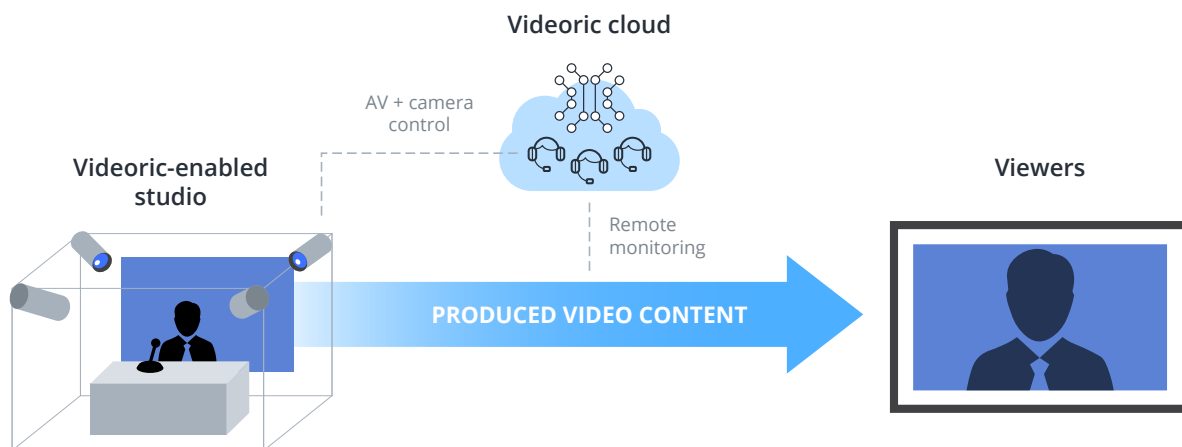 Videoric cloud
AV + camera
control
Videoric-enabled
studio
Viewers
Remote
monitoring
PRODUCED VIDEO CONTENT